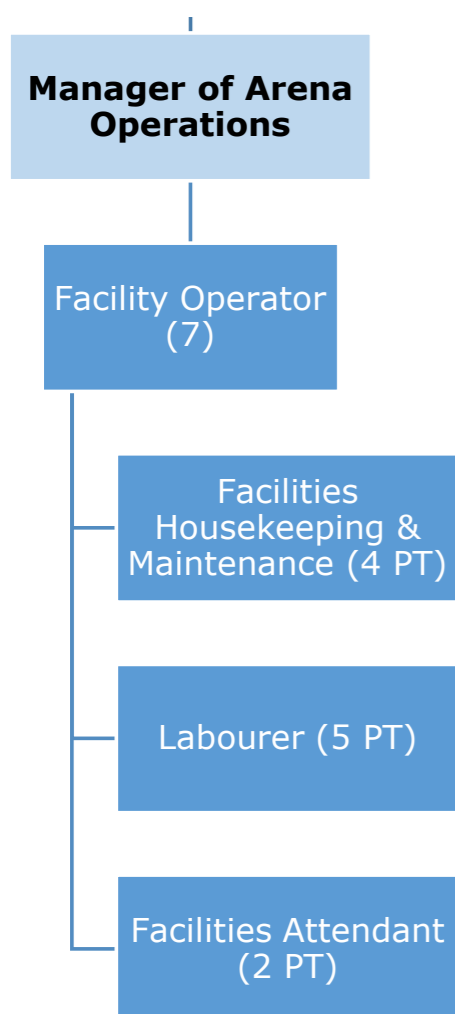 Manager of Arena
Operations
Facility Operator
(7)
Facilities
Housekeeping &
Maintenance (4 PT)
Labourer (5 PT)
Facilities Attendant
(2 PT)